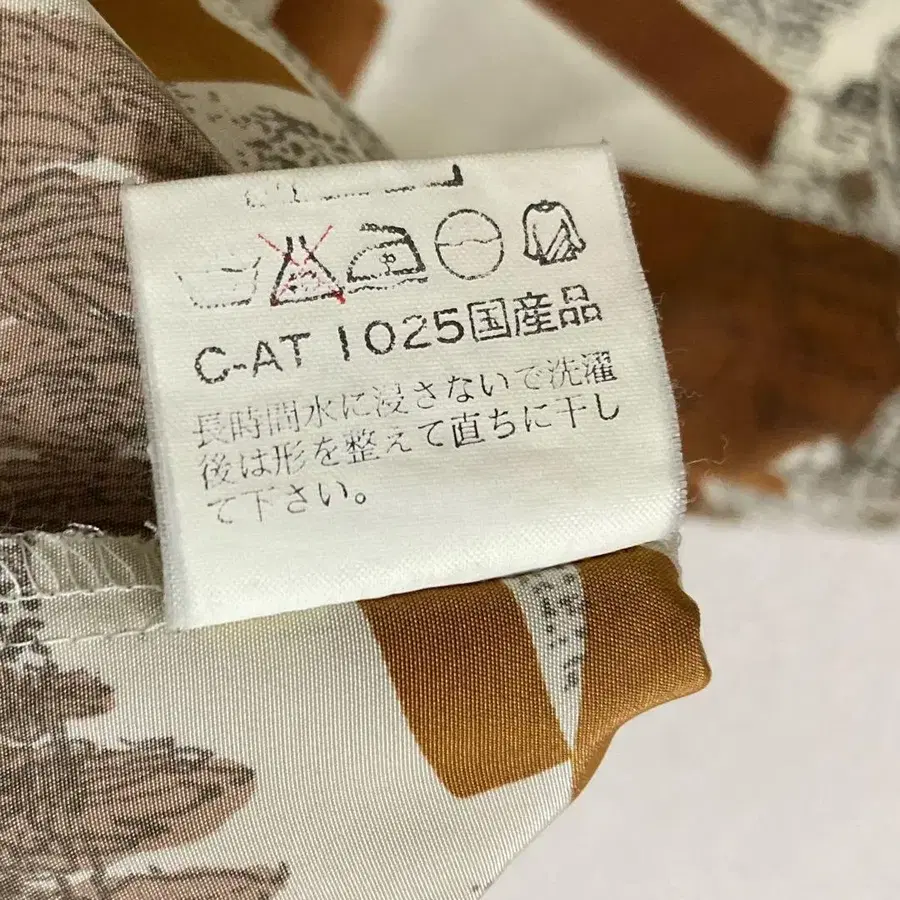 C-AT 1025国産品
長時間水に浸さないで洗濯
後は形を整えて直ちに干し
て下さい。